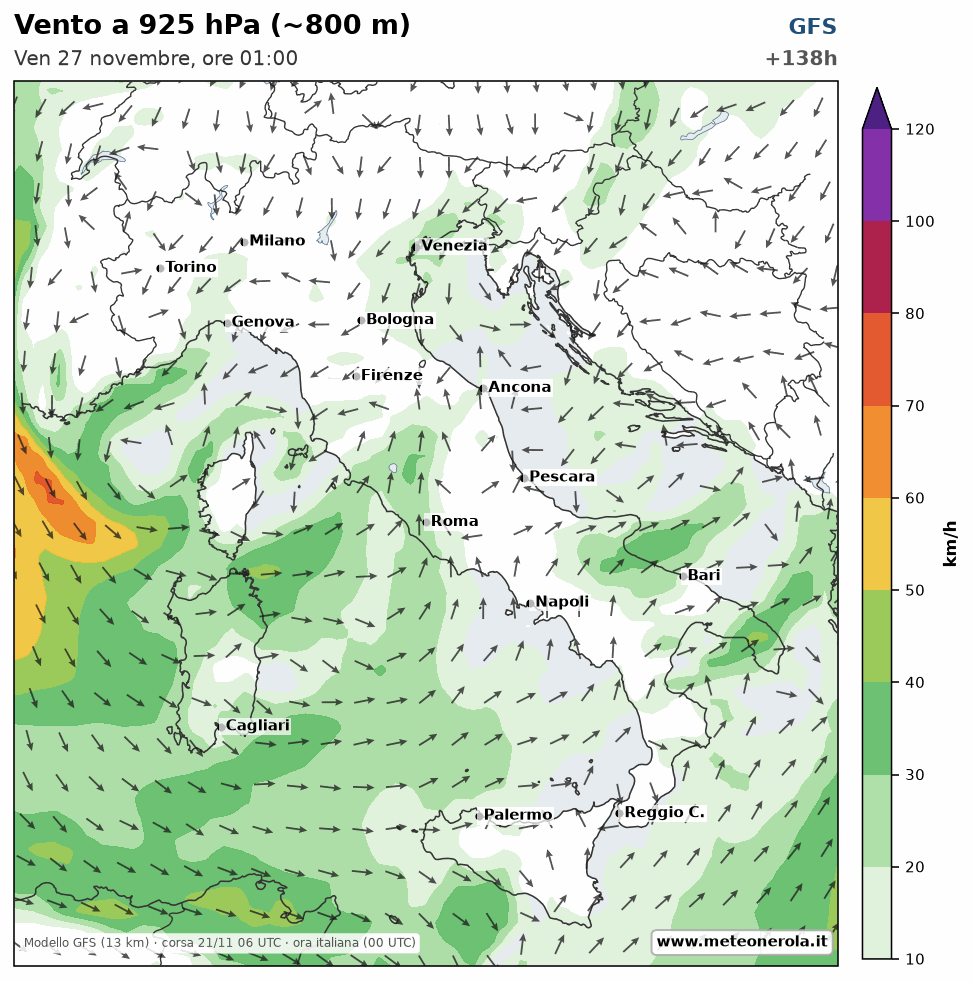 Vento a 925 hPa (~800 m)
GFS
Ven 27 novembre, ore 01:00
+138h
120
100
80
70
60
50
40
30
20
10
km/h
Milano
Venezia
Torino
Genova
Bologna
Firenze
Ancona
Pescara
Roma
Bari
Napoli
Cagliari
Palermo
Reggio C.
Modello GFS (13 km) · corsa 21/11 06 UTC · ora italiana (00 UTC)
www.meteonerola.it